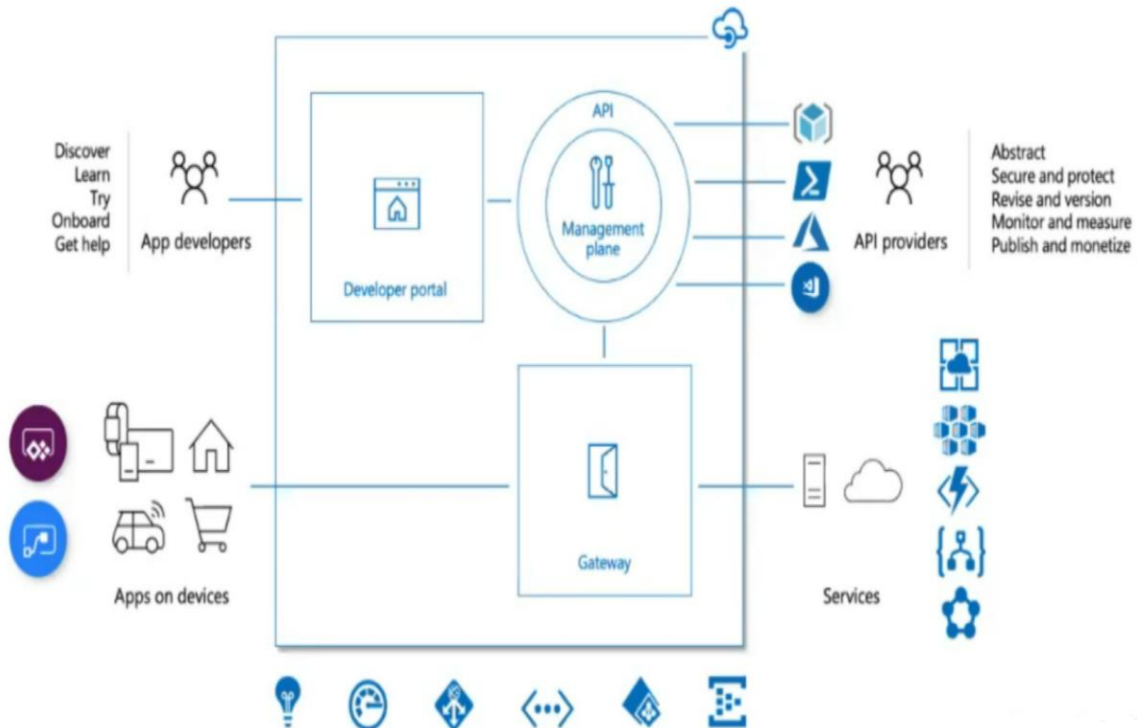 Discover
Learn
Try
Onboard
Get help
App developers
Developer portal
API
Management
plane
API providers
Abstract
Secure and protect
Revise and version
Monitor and measure
Publish and monetize
Apps on devices
Gateway
Services